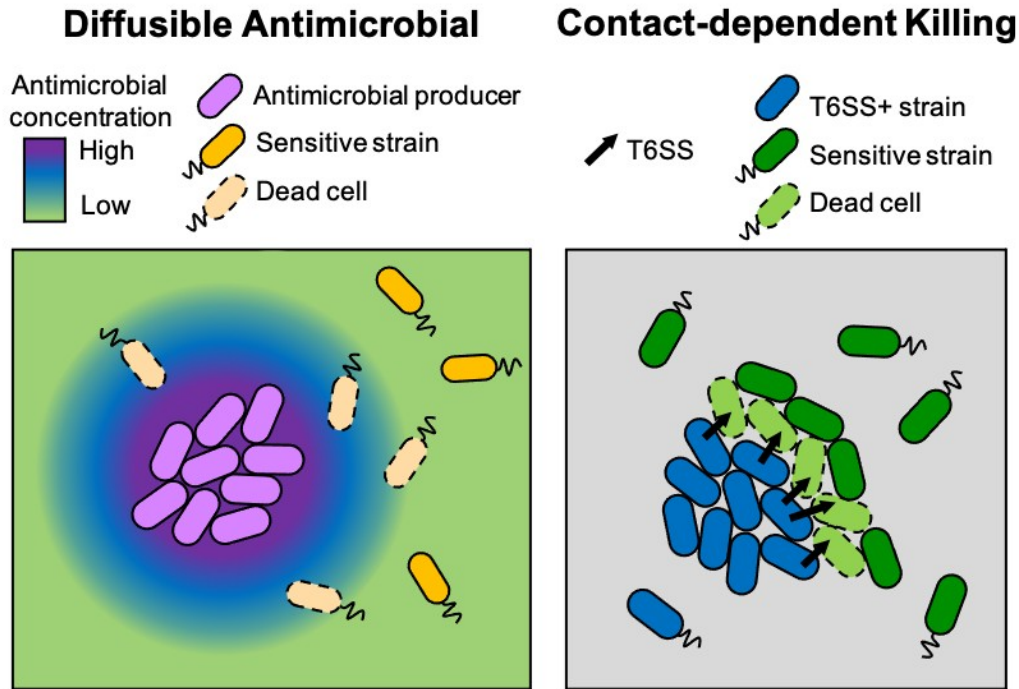 Diffusible Antimicrobial
Antimicrobial
concentration
High
Low
Antimicrobial producer
Sensitive strain
Dead cell
Contact-dependent Killing
T6SS
T6SS+ strain
Sensitive strain
Dead cell